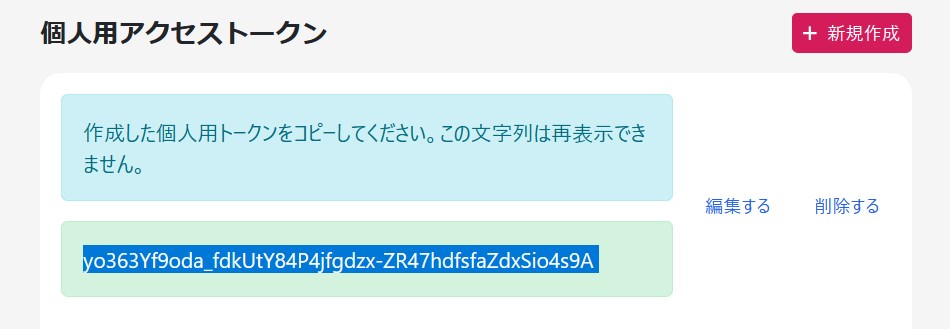 個人用アクセストークン
+ 新規作成
作成した個人用トークンをコピーしてください。この文字列は再表示でき
ません。
編集する 削除する
yo363Yf9oda_fdkUtY84P4jfgdzx-ZR47hdfsfaZdxSio4s9A